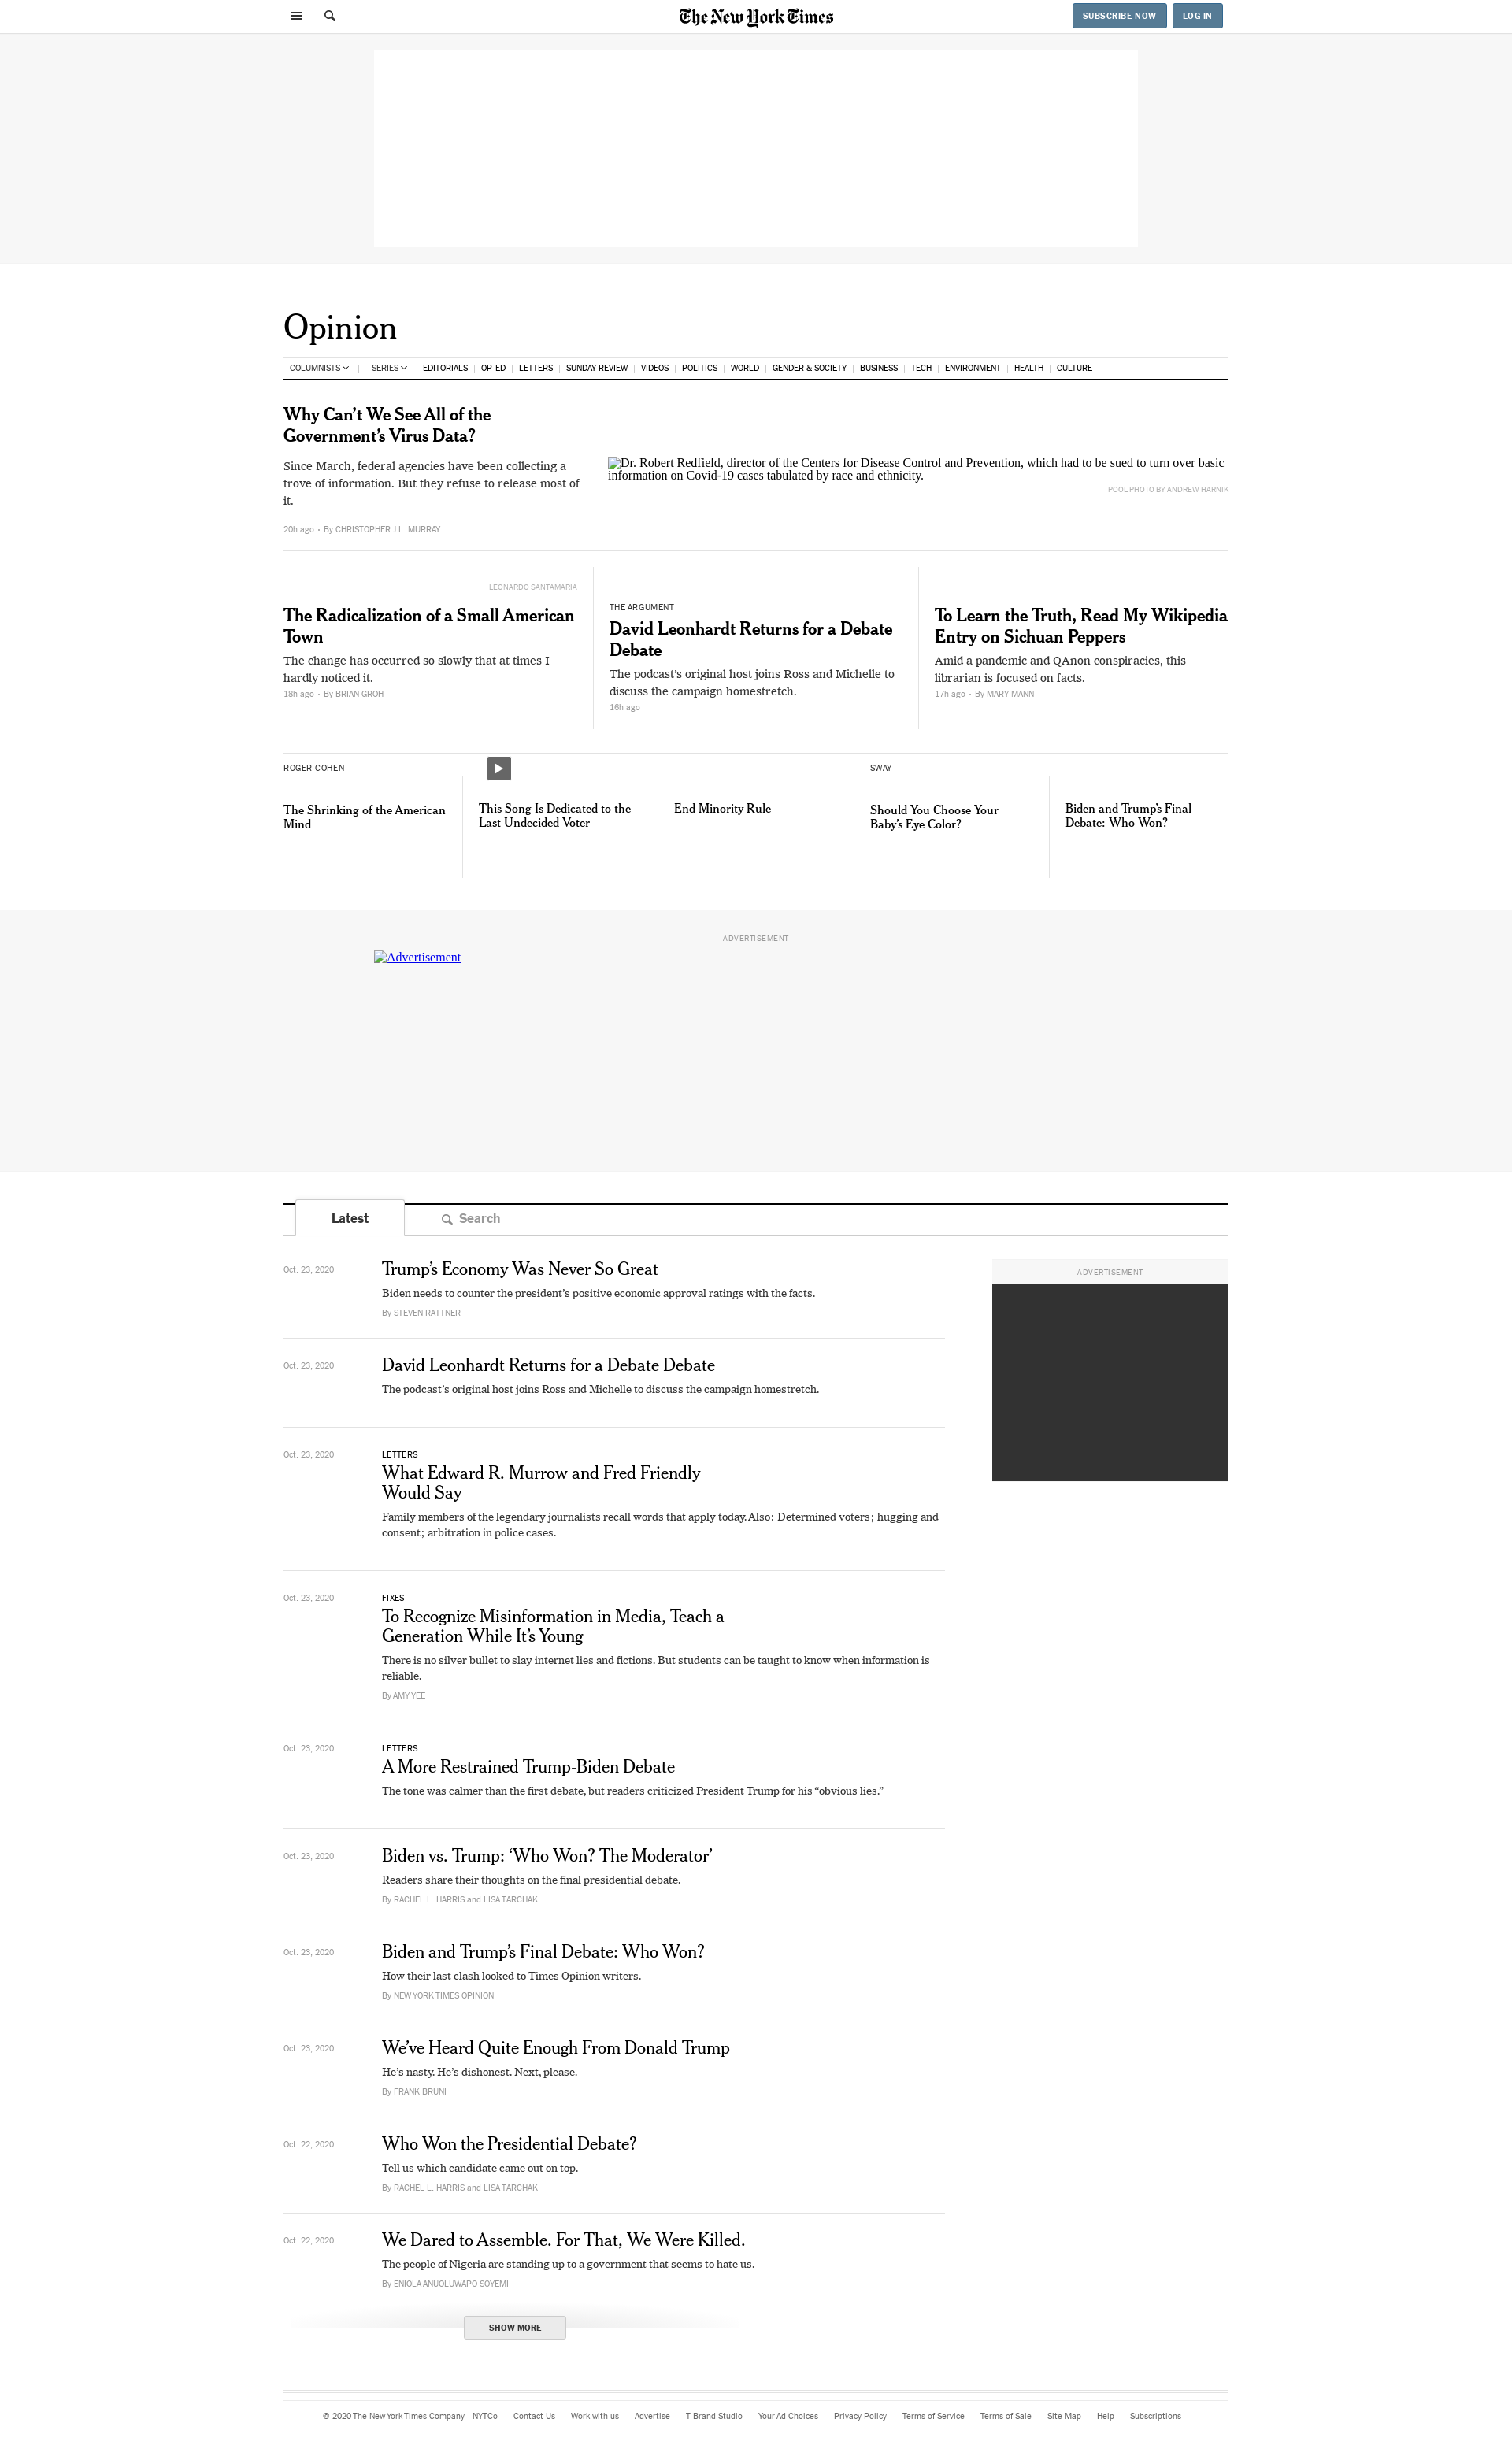 The New York Times
SUBSCRIBE NOW
LOG IN
Opinion
COLUMNISTS
SERIES
EDITORIALS
OP-ED
LETTERS
SUNDAY REVIEW
VIDEOS
POLITICS
WORLD
GENDER & SOCIETY
BUSINESS
TECH
ENVIRONMENT
HEALTH
CULTURE
Why Can’t We See All of the
Government’s Virus Data?
Since March, federal agencies have been collecting a
trove of information. But they refuse to release most of
it.
20h ago • By CHRISTOPHER J.L. MURRAY
Dr. Robert Redfield, director of the Centers for Disease Control and Prevention, which had to be sued to turn over basic
information on Covid-19 cases tabulated by race and ethnicity.
POOL PHOTO BY ANDREW HARNIK
LEONARDO SANTAMARIA
The Radicalization of a Small American
Town
The change has occurred so slowly that at times I
hardly noticed it.
18h ago • By BRIAN GROH
THE ARGUMENT
David Leonhardt Returns for a Debate
Debate
The podcast’s original host joins Ross and Michelle to
discuss the campaign homestretch.
16h ago
To Learn the Truth, Read My Wikipedia
Entry on Sichuan Peppers
Amid a pandemic and QAnon conspiracies, this
librarian is focused on facts.
17h ago • By MARY MANN
ROGER COHEN
The Shrinking of the American
Mind
This Song Is Dedicated to the
Last Undecided Voter
End Minority Rule
SWAY
Should You Choose Your
Baby’s Eye Color?
Biden and Trump’s Final
Debate: Who Won?
ADVERTISEMENT
Advertisement
Latest
Search
Oct. 23, 2020
Trump’s Economy Was Never So Great
Biden needs to counter the president’s positive economic approval ratings with the facts.
By STEVEN RATTNER
ADVERTISEMENT
Oct. 23, 2020
David Leonhardt Returns for a Debate Debate
The podcast’s original host joins Ross and Michelle to discuss the campaign homestretch.
Oct. 23, 2020
LETTERS
What Edward R. Murrow and Fred Friendly
Would Say
Family members of the legendary journalists recall words that apply today. Also: Determined voters; hugging and
consent; arbitration in police cases.
Oct. 23, 2020
FIXES
To Recognize Misinformation in Media, Teach a
Generation While It’s Young
There is no silver bullet to slay internet lies and fictions. But students can be taught to know when information is
reliable.
By AMY YEE
Oct. 23, 2020
LETTERS
A More Restrained Trump-Biden Debate
The tone was calmer than the first debate, but readers criticized President Trump for his “obvious lies.”
Oct. 23, 2020
Biden vs. Trump: ‘Who Won? The Moderator’
Readers share their thoughts on the final presidential debate.
By RACHEL L. HARRIS and LISA TARCHAK
Oct. 23, 2020
Biden and Trump’s Final Debate: Who Won?
How their last clash looked to Times Opinion writers.
By NEW YORK TIMES OPINION
Oct. 23, 2020
We’ve Heard Quite Enough From Donald Trump
He’s nasty. He’s dishonest. Next, please.
By FRANK BRUNI
Oct. 22, 2020
Who Won the Presidential Debate?
Tell us which candidate came out on top.
By RACHEL L. HARRIS and LISA TARCHAK
Oct. 22, 2020
We Dared to Assemble. For That, We Were Killed.
The people of Nigeria are standing up to a government that seems to hate us.
By ENIOLA ANUOLUWAPO SOYEMI
SHOW MORE
© 2020 The New York Times Company
NYTCo
Contact Us
Work with us
Advertise
T Brand Studio
Your Ad Choices
Privacy Policy
Terms of Service
Terms of Sale
Site Map
Help
Subscriptions